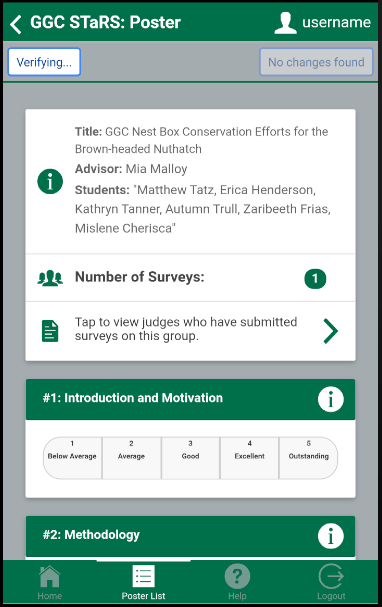 GGC STaRS: Poster
username
Verifying...
No changes found
Title: GGC Nest Box Conservation Efforts for the
Brown-headed Nuthatch
Advisor: Mia Malloy
Students: "Matthew Tatz, Erica Henderson,
Kathryn Tanner, Autumn Trull, Zaribeeth Frias,
Mislene Cherisca"
Number of Surveys:
1
Tap to view judges who have submitted
surveys on this group.
#1: Introduction and Motivation
1 2 3 4 5
Below Average Average Good Excellent Outstanding
#2: Methodology
Home Poster List Help Logout